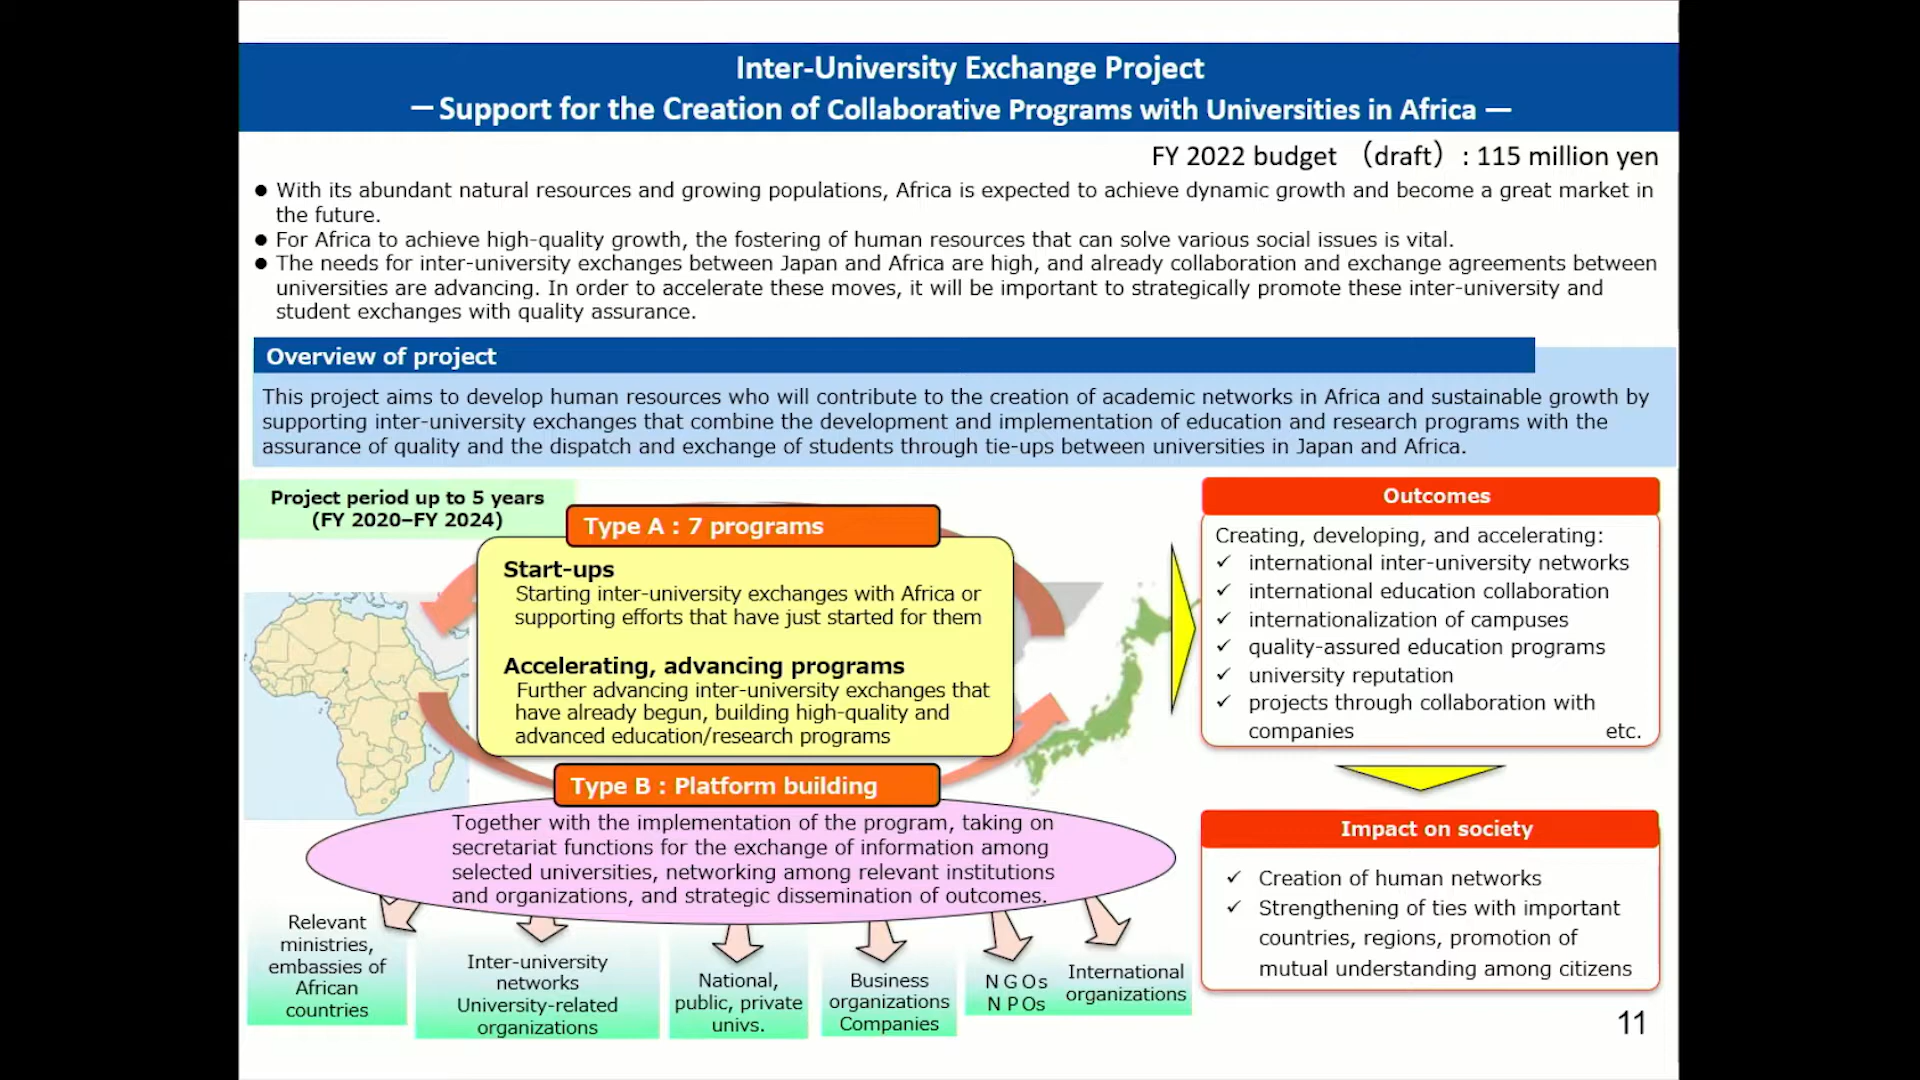 Inter-University Exchange Project
—Support for the Creation of Collaborative Programs with Universities in Africa —
FY 2022 budget （draft）: 115 million yen
● With its abundant natural resources and growing populations, Africa is expected to achieve dynamic growth and become a great market in
the future.
● For Africa to achieve high-quality growth, the fostering of human resources that can solve various social issues is vital.
● The needs for inter-university exchanges between Japan and Africa are high, and already collaboration and exchange agreements between
universities are advancing. In order to accelerate these moves, it will be important to strategically promote these inter-university and
student exchanges with quality assurance.
Overview of project
This project aims to develop human resources who will contribute to the creation of academic networks in Africa and sustainable growth by
supporting inter-university exchanges that combine the development and implementation of education and research programs with the
assurance of quality and the dispatch and exchange of students through tie-ups between universities in Japan and Africa.
Project period up to 5 years
(FY 2020–FY 2024)
Type A : 7 programs
Start-ups
Starting inter-university exchanges with Africa or
supporting efforts that have just started for them
Accelerating, advancing programs
Further advancing inter-university exchanges that
have already begun, building high-quality and
advanced education/research programs
Type B : Platform building
Together with the implementation of the program, taking on
secretariat functions for the exchange of information among
selected universities, networking among relevant institutions
and organizations, and strategic dissemination of outcomes.
Relevant
ministries,
embassies of
African
countries
Inter-university
networks
University-related
organizations
National,
public, private
univs.
Business
organizations
Companies
NGOs
NPOs
International
organizations
Outcomes
Creating, developing, and accelerating:
✓ international inter-university networks
✓ international education collaboration
✓ internationalization of campuses
✓ quality-assured education programs
✓ university reputation
✓ projects through collaboration with
companies etc.
Impact on society
✓ Creation of human networks
✓ Strengthening of ties with important
countries, regions, promotion of
mutual understanding among citizens
11